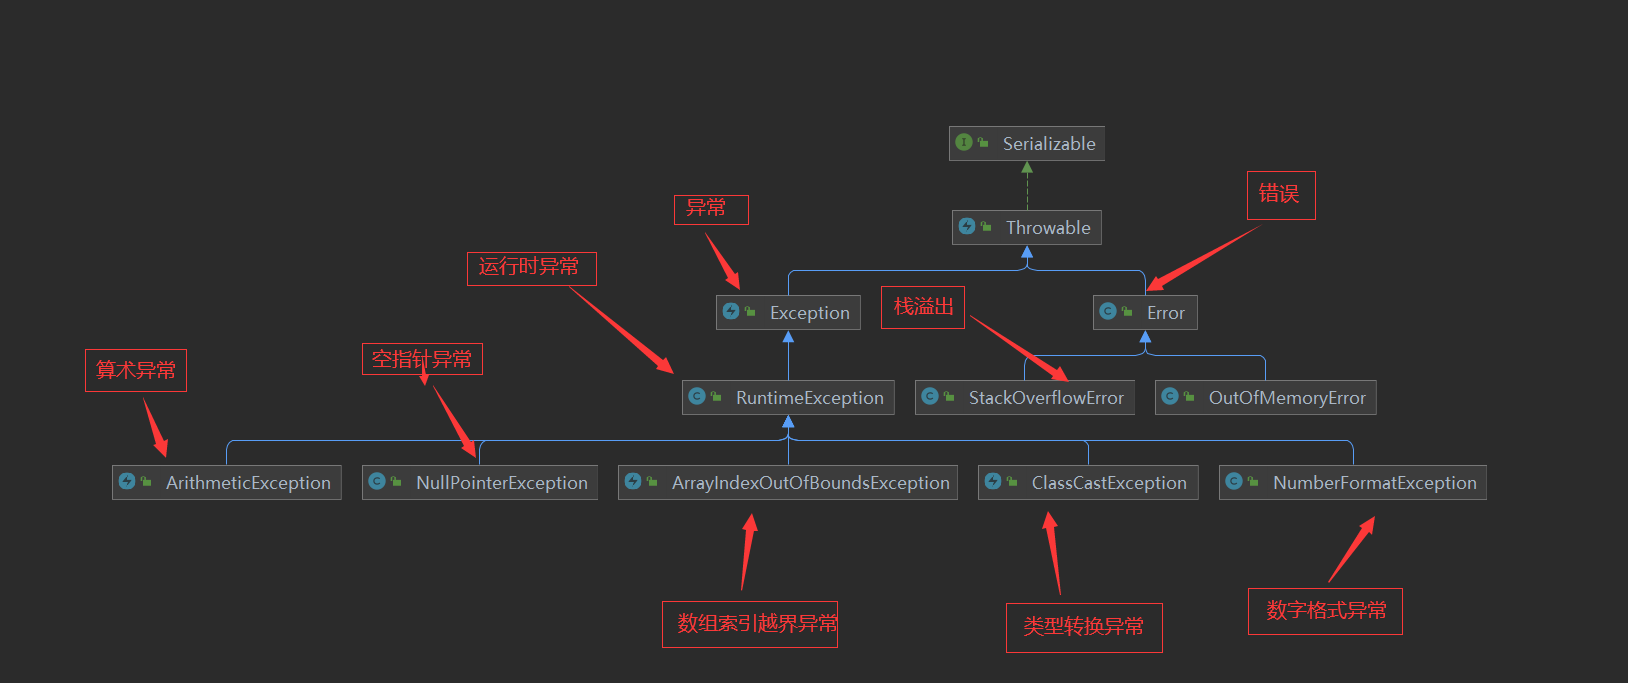 Serializable
错误
异常
Throwable
运行时异常
栈溢出
Exception
Error
空指针异常
算术异常
RuntimeException
StackOverflowError
OutOfMemoryError
ArithmeticException
NullPointerException
ArrayIndexOutOfBoundsException
ClassCastException
NumberFormatException
数组索引越界异常
类型转换异常
数字格式异常